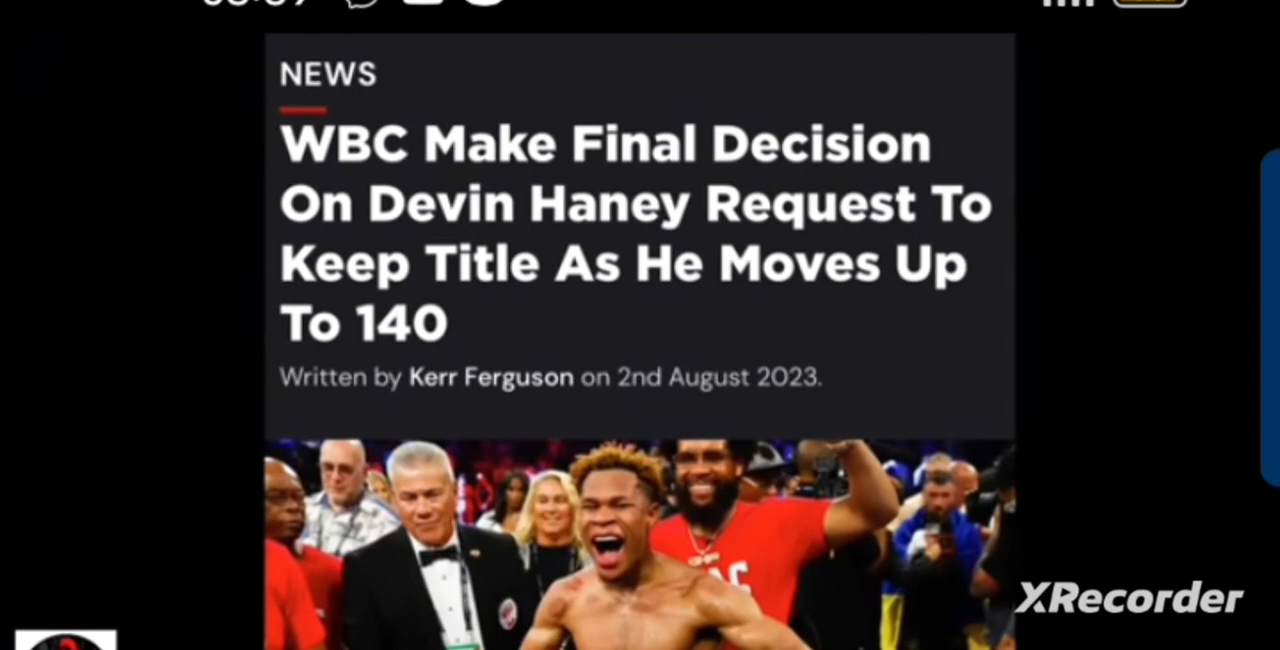 NEWS
WBC Make Final Decision
On Devin Haney Request To
Keep Title As He Moves Up
To 140
Written by Kerr Ferguson on 2nd August 2023.
XRecorder